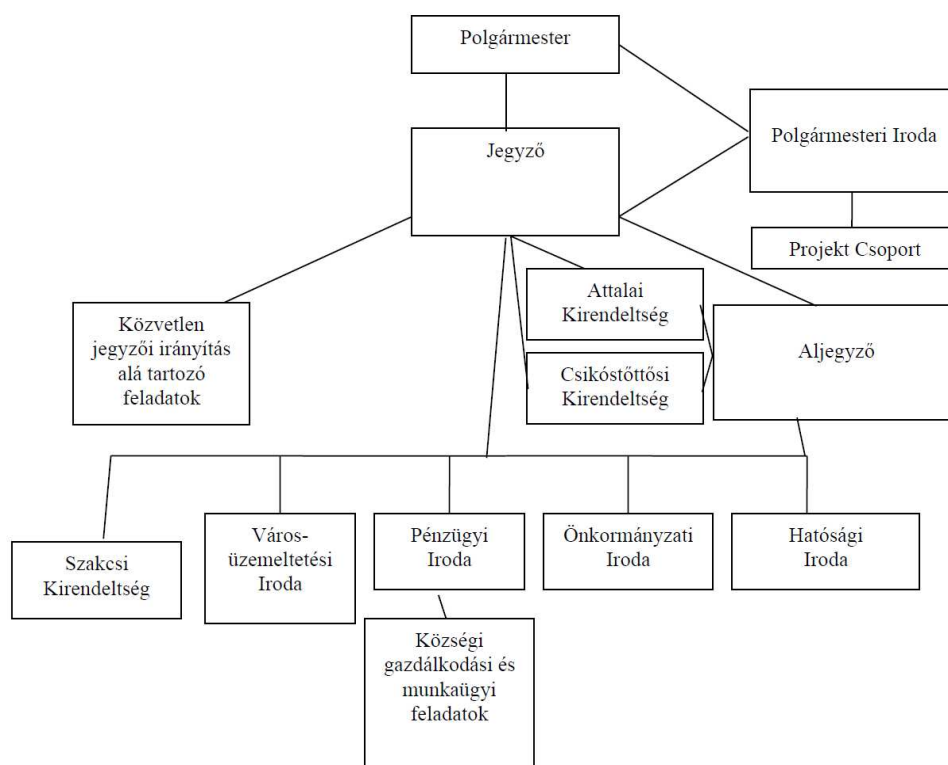 Polgármester
Polgármesteri Iroda
Jegyző
Projekt Csoport
Attalai
Kirendeltség
Közvetlen
jegyzői irányítás
alá tartozó
feladatok
Aljegyző
Csikóstőttősi
Kirendeltség
Szakcsi
Kirendeltség
Város-
üzemeltetési
Iroda
Pénzügyi
Iroda
Önkormányzati
Iroda
Hatósági
Iroda
Községi
gazdálkodási és
munkaügyi
feladatok